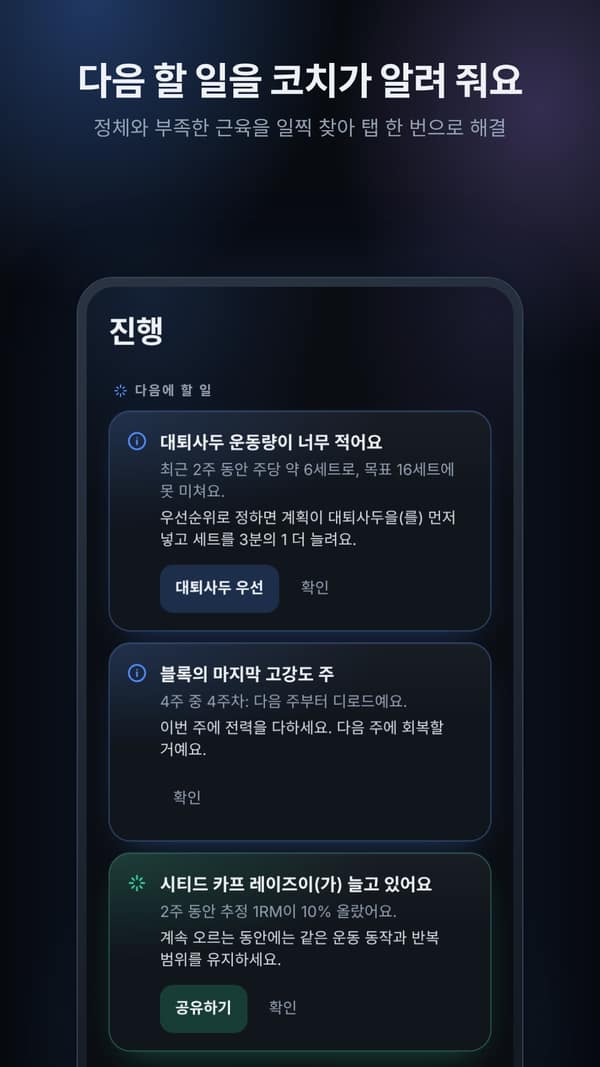 다음 할 일을 코치가 알려 줘요
정체와 부족한 근육을 일찍 찾아 탭 한 번으로 해결
진행
다음에 할 일
대퇴사두 운동량이 너무 적어요
최근 2주 동안 주당 약 6세트로, 목표 16세트에
못 미쳐요.
우선순위로 정하면 계획이 대퇴사두을(를) 먼저
넣고 세트를 3분의 1 더 늘려요.
대퇴사두 우선
확인
블록의 마지막 고강도 주
4주 중 4주차: 다음 주부터 디로드예요.
이번 주에 전력을 다하세요. 다음 주에 회복할
거예요.
확인
시티드 카프 레이즈이(가) 늘고 있어요
2주 동안 추정 1RM이 10% 올랐어요.
계속 오르는 동안에는 같은 운동 동작과 반복
범위를 유지하세요.
공유하기
확인